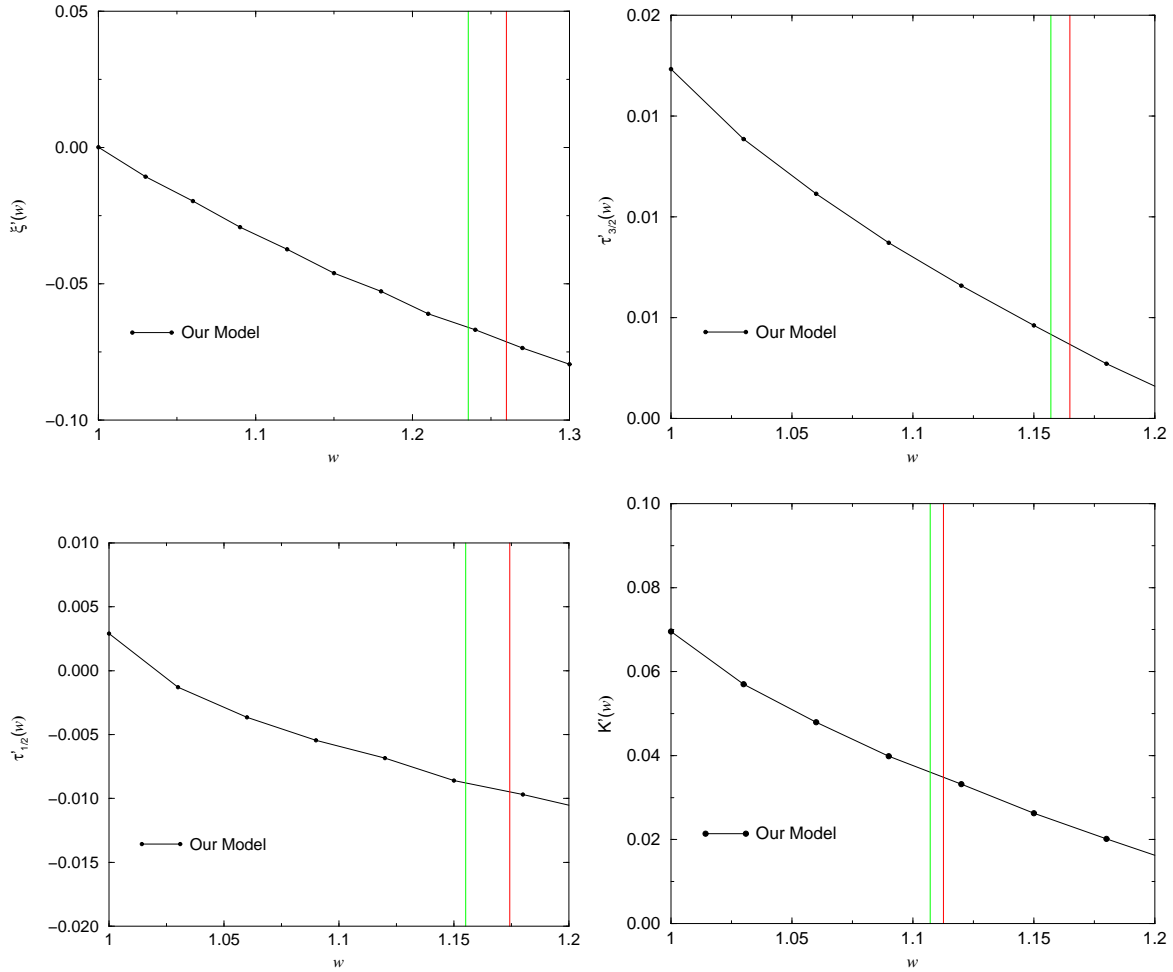 0.05
0.00
−0.05
−0.10
ξ'(w)
Our Model
1 1.1 1.2 1.3
w
0.02
0.01
0.01
0.01
0.00
τ'3/2(w)
Our Model
1 1.05 1.1 1.15 1.2
w
0.010
0.005
0.000
−0.005
−0.010
−0.015
−0.020
τ'1/2(w)
Our Model
1 1.05 1.1 1.15 1.2
w
0.10
0.08
0.06
0.04
0.02
0.00
K'(w)
Our Model
1 1.05 1.1 1.15 1.2
w